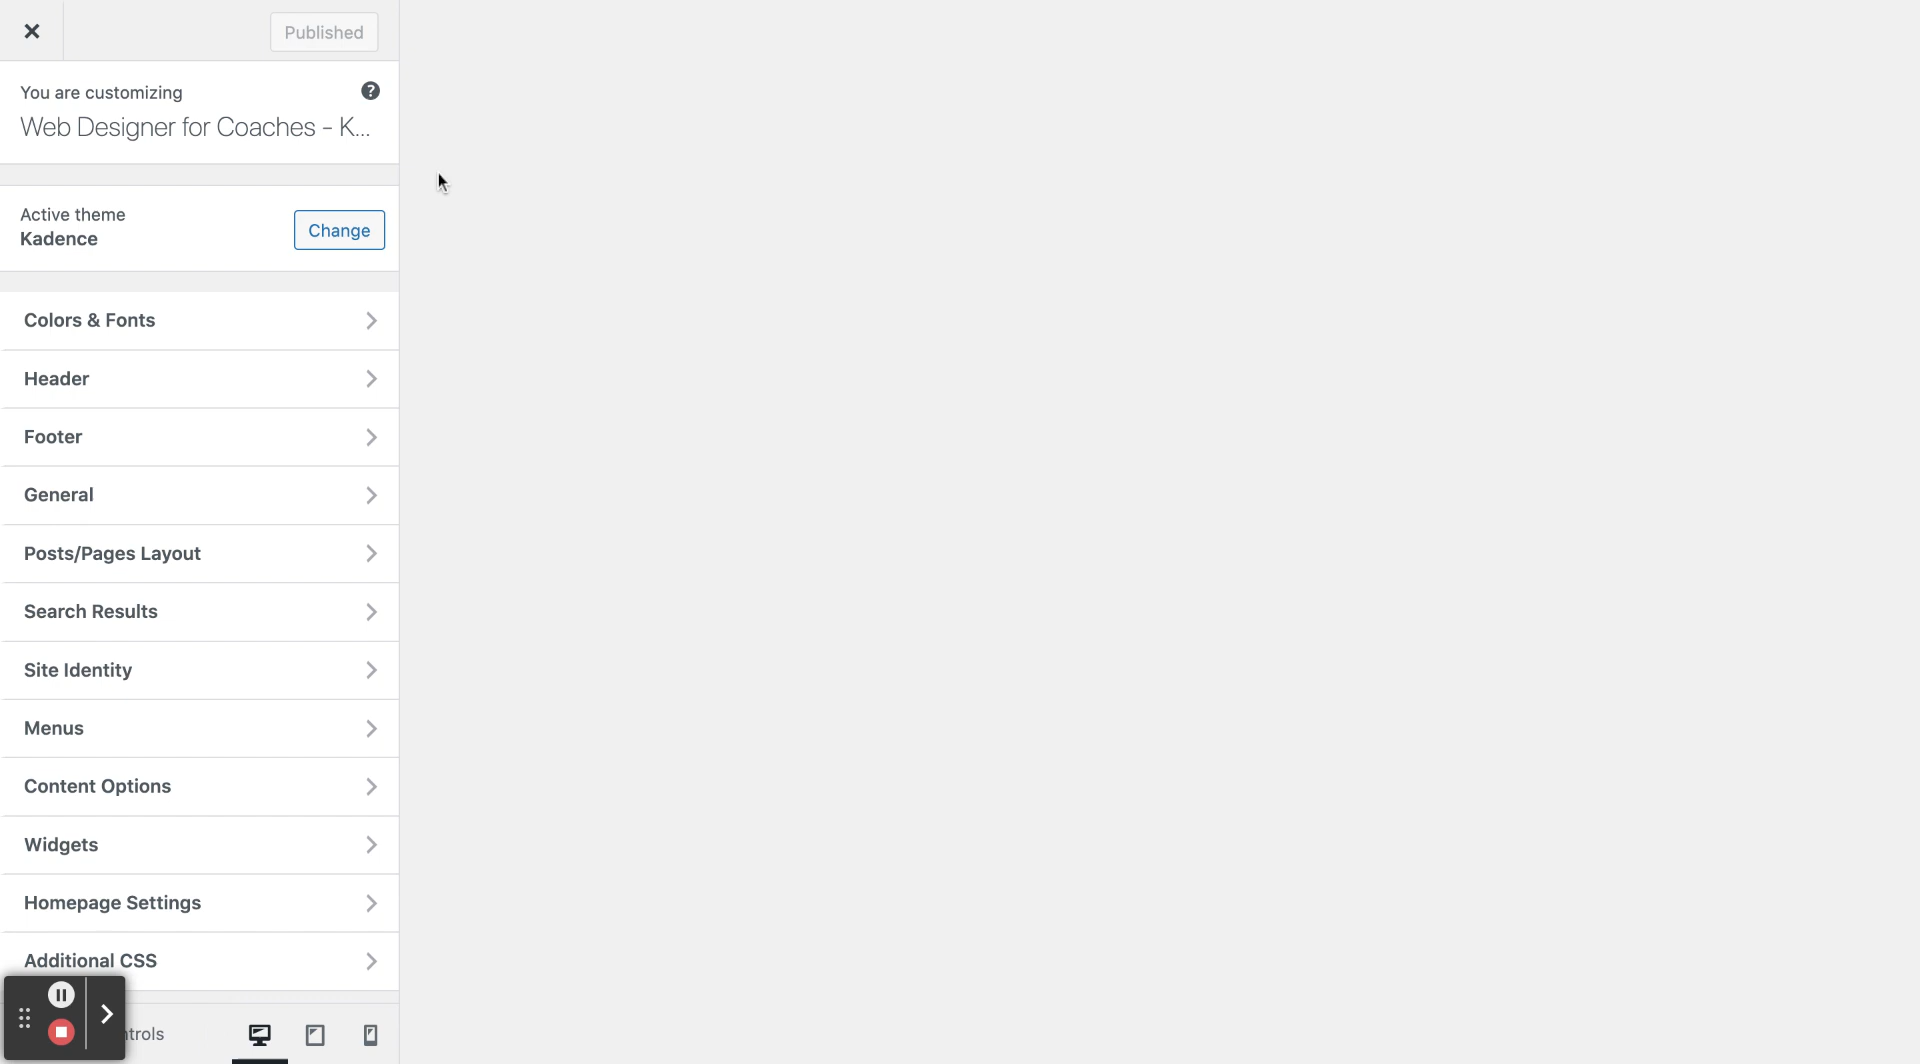 Published
You are customizing
Web Designer for Coaches - K...
Active theme
Kadence
Change
Colors & Fonts
Header
Footer
General
Posts/Pages Layout
Search Results
Site Identity
Menus
Content Options
Widgets
Homepage Settings
Additional CSS
ntrols